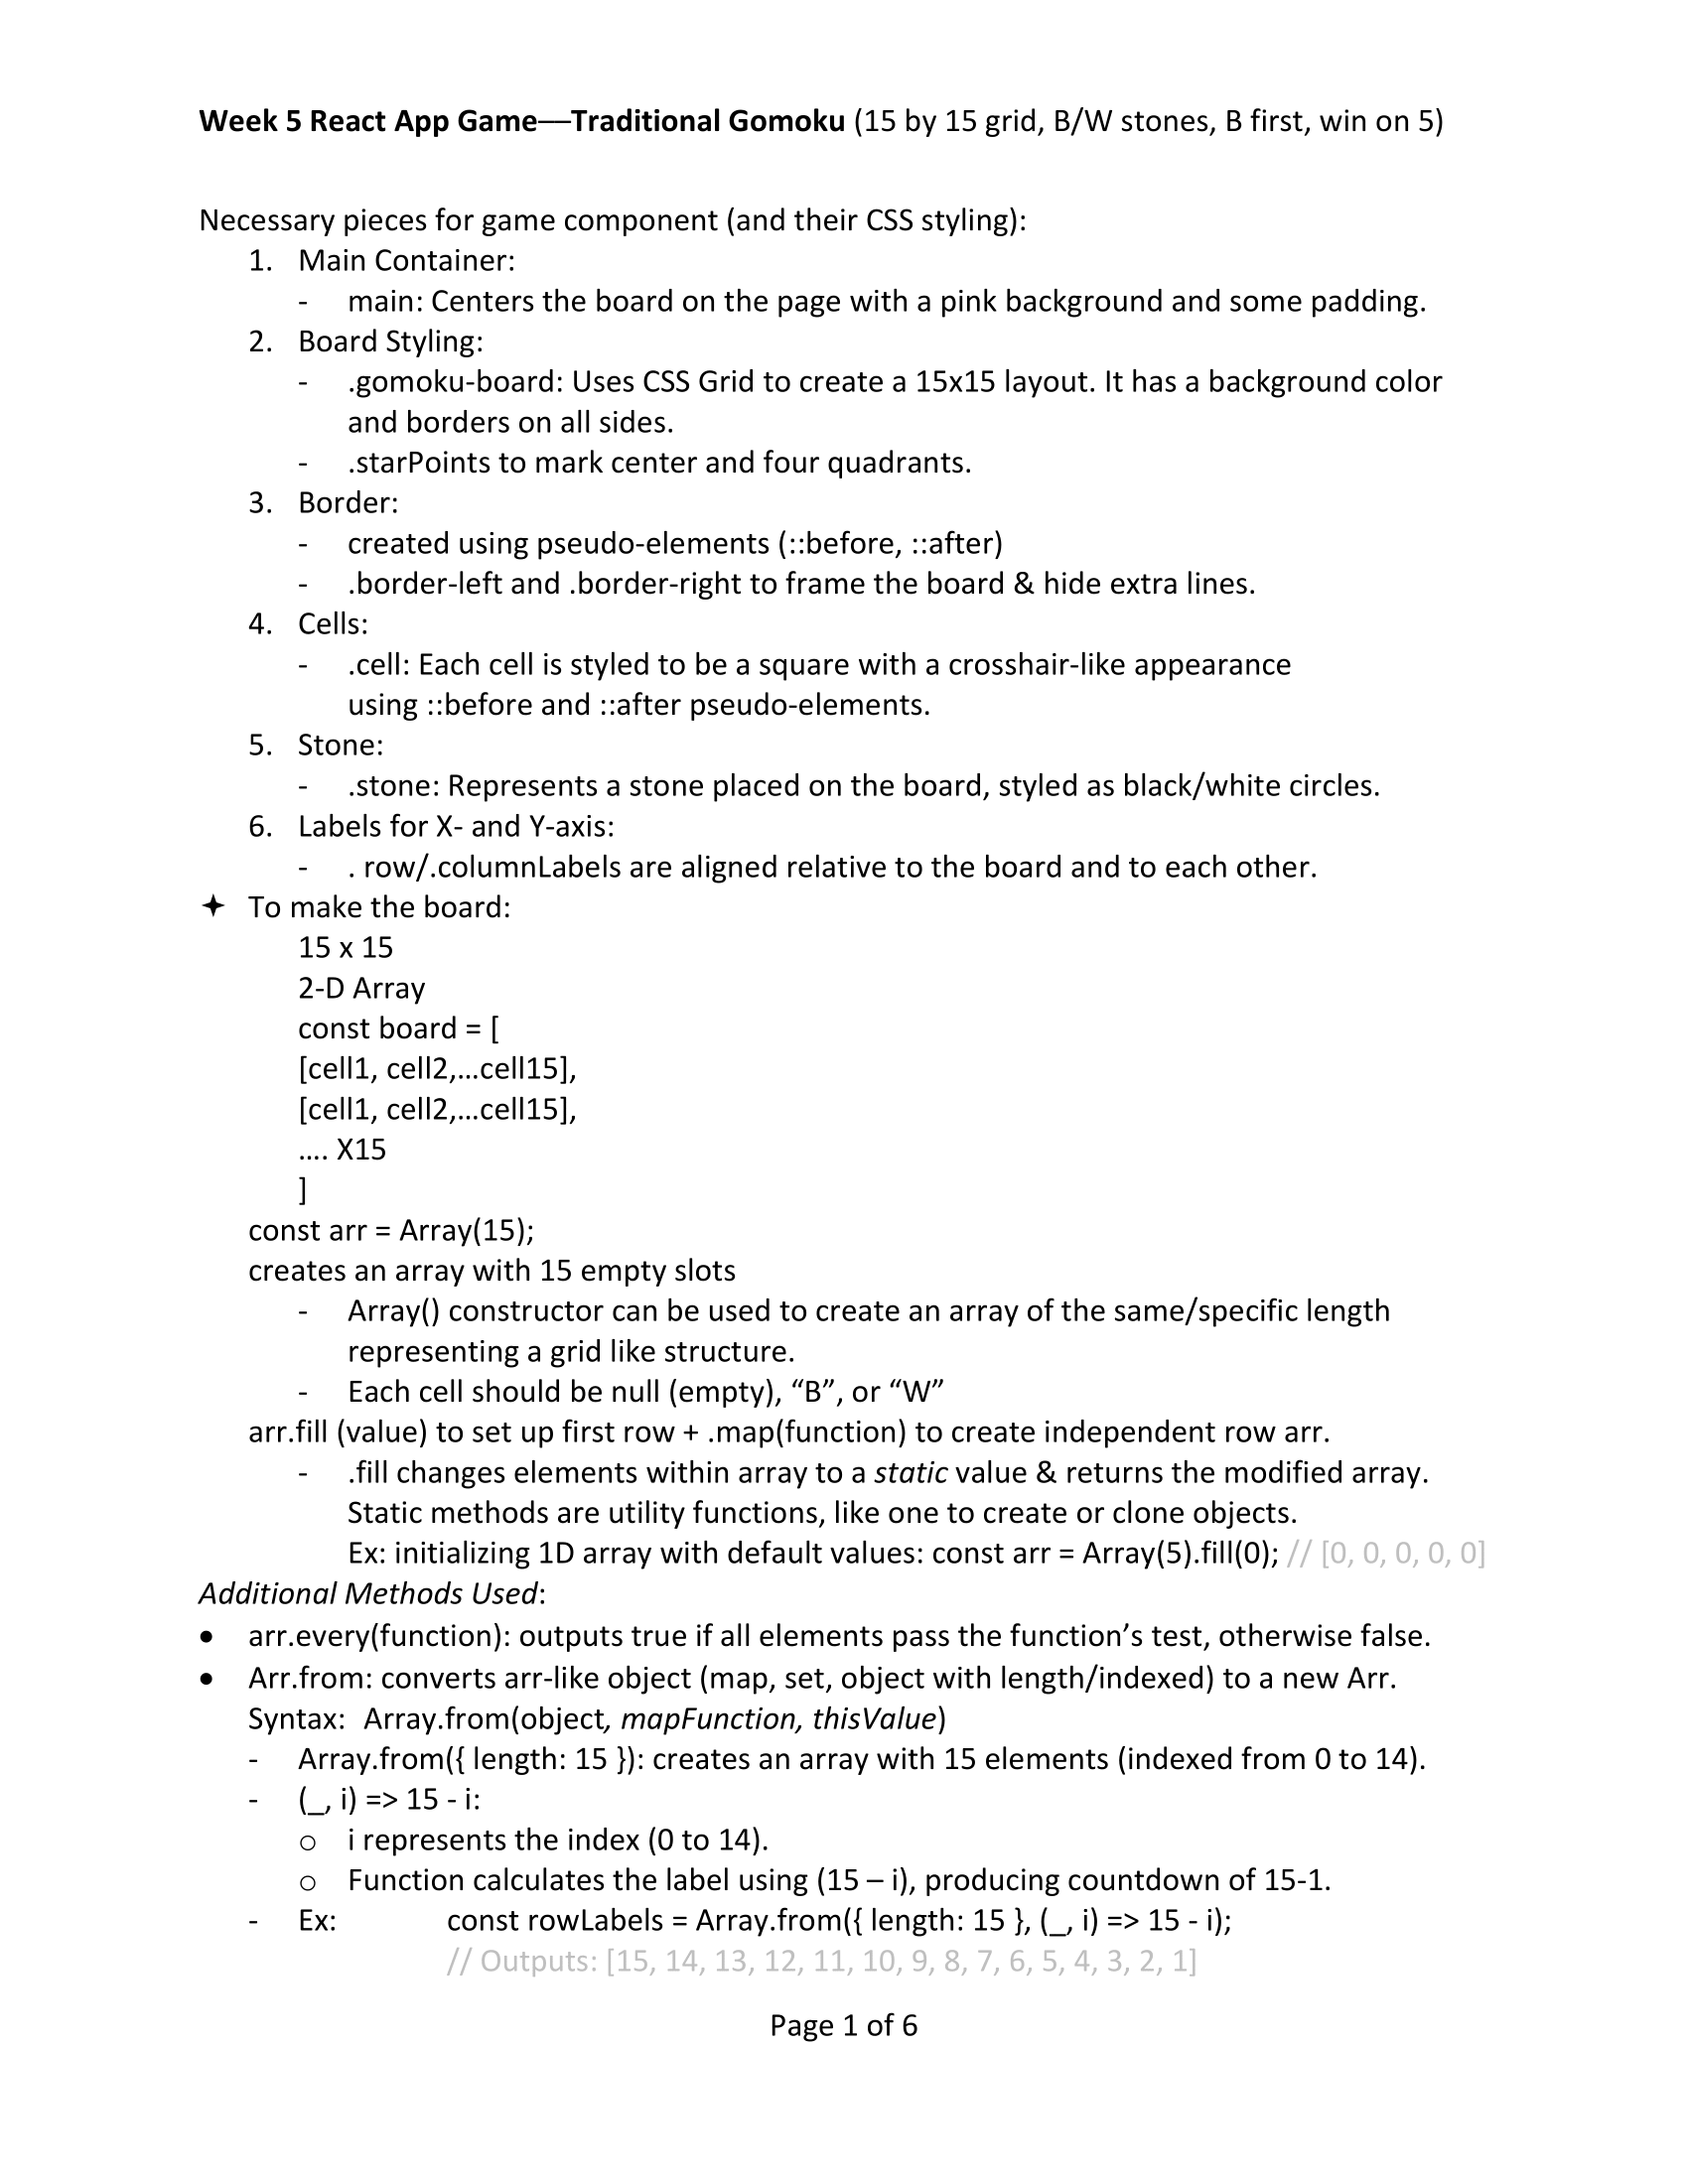 Week 5 React App Game—Traditional Gomoku (15 by 15 grid, B/W stones, B first, win on 5)
Necessary pieces for game component (and their CSS styling):
1. Main Container:
- main: Centers the board on the page with a pink background and some padding.
2. Board Styling:
- .gomoku-board: Uses CSS Grid to create a 15x15 layout. It has a background color
and borders on all sides.
- .starPoints to mark center and four quadrants.
3. Border:
- created using pseudo-elements (::before, ::after)
- .border-left and .border-right to frame the board & hide extra lines.
4. Cells:
- .cell: Each cell is styled to be a square with a crosshair-like appearance
using ::before and ::after pseudo-elements.
5. Stone:
- .stone: Represents a stone placed on the board, styled as black/white circles.
6. Labels for X- and Y-axis:
- . row/.columnLabels are aligned relative to the board and to each other.
✦ To make the board:
15 x 15
2-D Array
const board = [
[cell1, cell2,…cell15],
[cell1, cell2,…cell15],
…. X15
]
const arr = Array(15);
creates an array with 15 empty slots
- Array() constructor can be used to create an array of the same/specific length
representing a grid like structure.
- Each cell should be null (empty), “B”, or “W”
arr.fill (value) to set up first row + .map(function) to create independent row arr.
- .fill changes elements within array to a static value & returns the modified array.
Static methods are utility functions, like one to create or clone objects.
Ex: initializing 1D array with default values: const arr = Array(5).fill(0); // [0, 0, 0, 0, 0]
Additional Methods Used:
• arr.every(function): outputs true if all elements pass the function’s test, otherwise false.
• Arr.from: converts arr-like object (map, set, object with length/indexed) to a new Arr.
Syntax: Array.from(object, mapFunction, thisValue)
- Array.from({ length: 15 }): creates an array with 15 elements (indexed from 0 to 14).
- (_, i) => 15 - i:
o i represents the index (0 to 14).
o Function calculates the label using (15 – i), producing countdown of 15-1.
- Ex: const rowLabels = Array.from({ length: 15 }, (_, i) => 15 - i);
// Outputs: [15, 14, 13, 12, 11, 10, 9, 8, 7, 6, 5, 4, 3, 2, 1]
Page 1 of 6